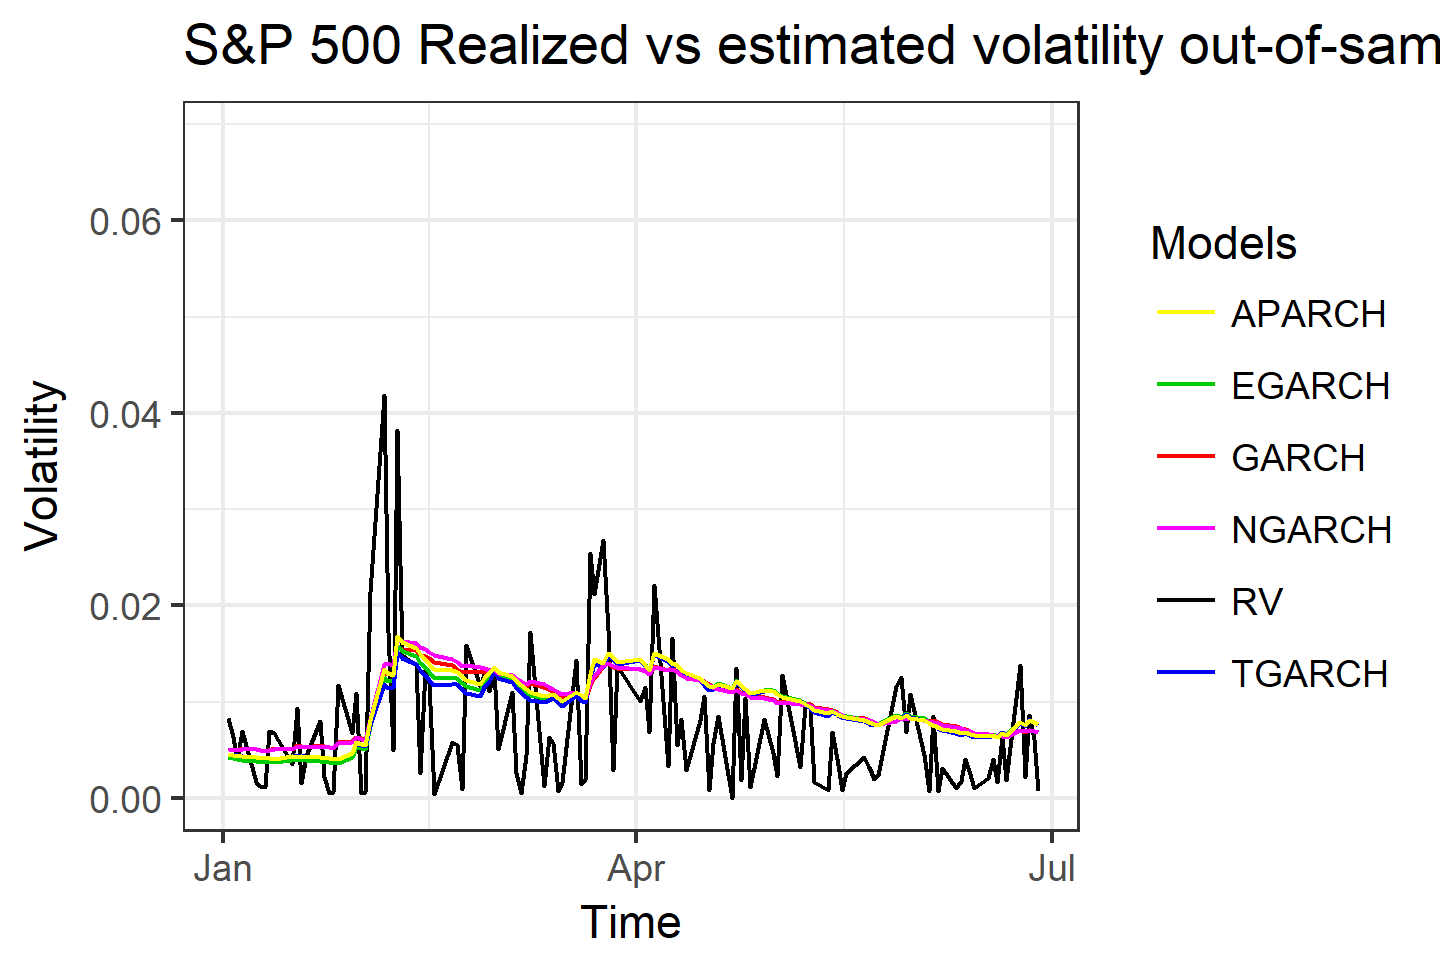 S&P 500 Realized vs estimated volatility out-of-sam
Volatility
0.06
0.04
0.02
0.00
Jan
Apr
Jul
Time
Models
APARCH
EGARCH
GARCH
NGARCH
RV
TGARCH